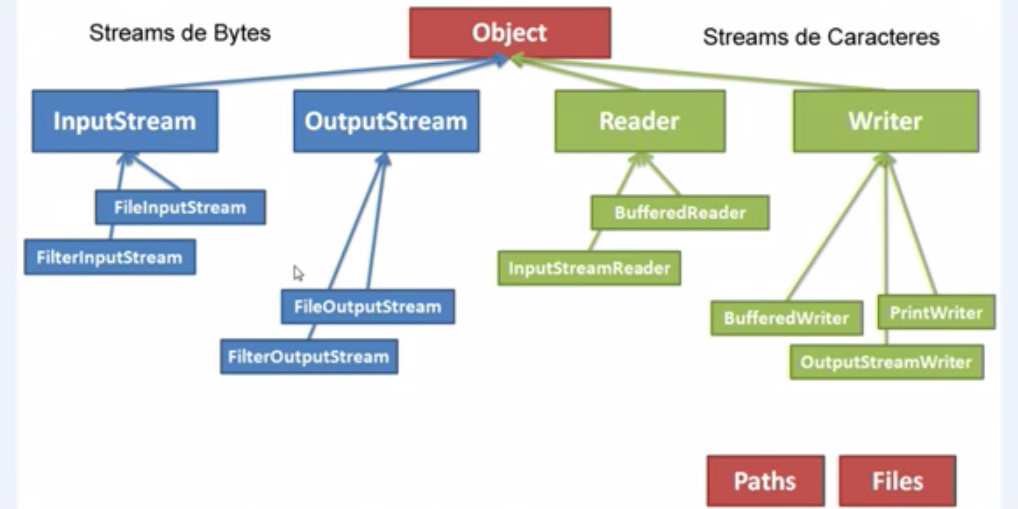 Streams de Bytes
Object
Streams de Caracteres
InputStream
OutputStream
Reader
Writer
FileInputStream
FilterInputStream
FileOutputStream
FilterOutputStream
BufferedReader
InputStreamReader
BufferedWriter
PrintWriter
OutputStreamWriter
Paths
Files